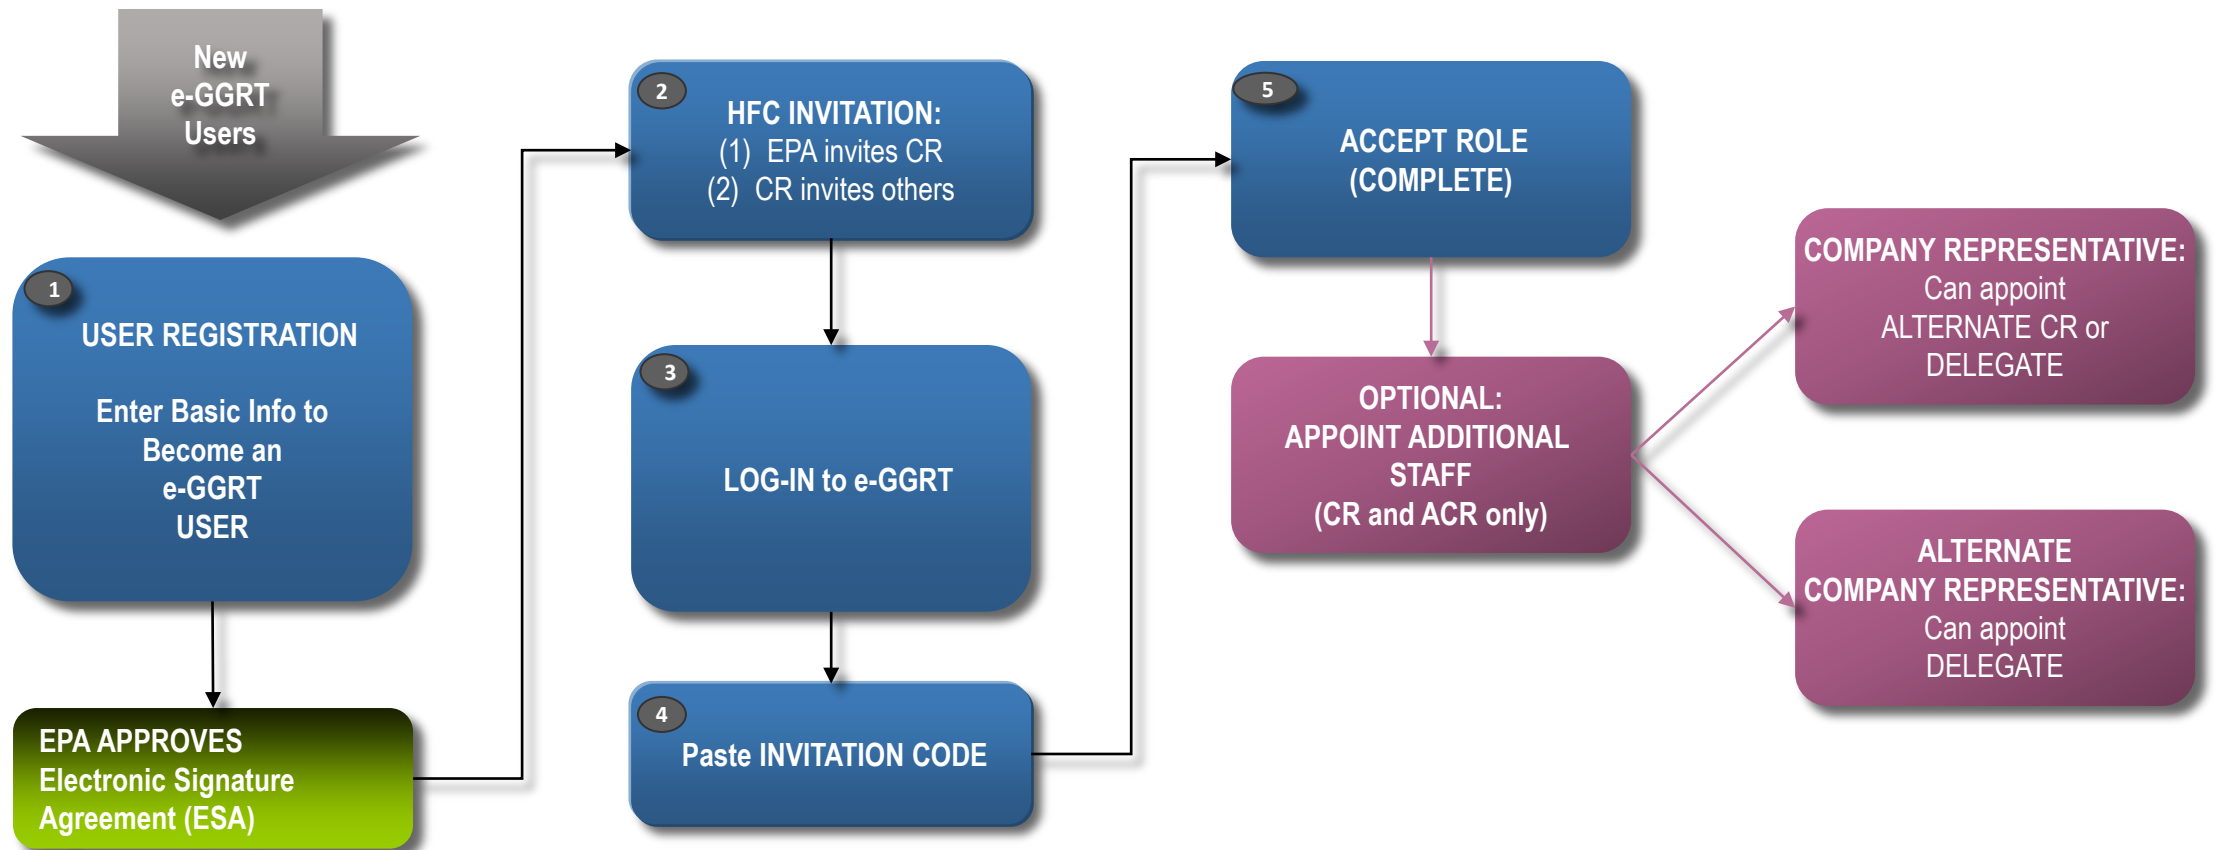 New
e-GGRT
Users
1
USER REGISTRATION
Enter Basic Info to
Become an
e-GGRT
USER
EPA APPROVES
Electronic Signature
Agreement (ESA)
2
HFC INVITATION:
(1) EPA invites CR
(2) CR invites others
3
LOG-IN to e-GGRT
4
Paste INVITATION CODE
5
ACCEPT ROLE
(COMPLETE)
OPTIONAL:
APPOINT ADDITIONAL
STAFF
(CR and ACR only)
COMPANY REPRESENTATIVE:
Can appoint
ALTERNATE CR or
DELEGATE
ALTERNATE
COMPANY REPRESENTATIVE:
Can appoint
DELEGATE